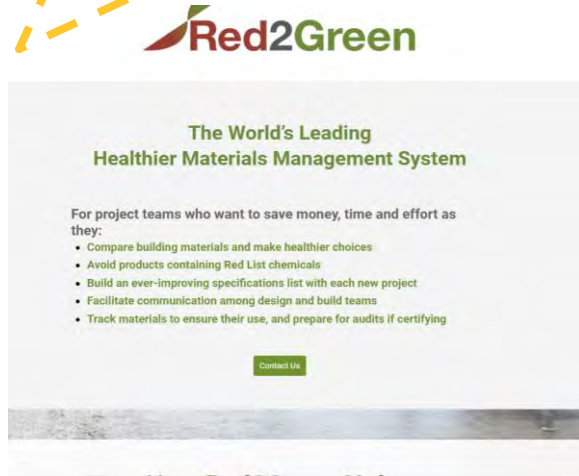 Red2Green
The World's Leading
Healthier Materials Management System
For project teams who want to save money, time and effort as
they:
• Compare building materials and make healthier choices
• Avoid products containing Red List chemicals
• Build an ever-improving specifications list with each new project
• Facilitate communication among design and build teams
• Track materials to ensure their use, and prepare for audits if certifying
Contact Us